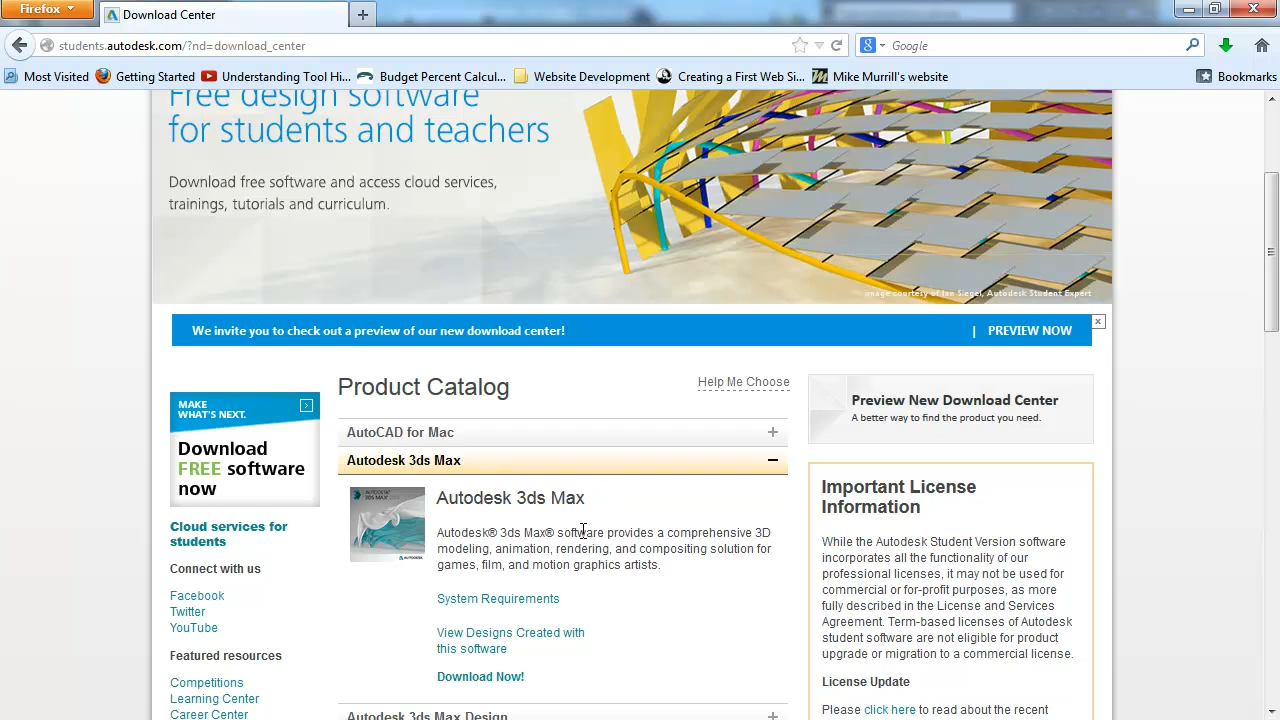 Firefox
Download Center
students.autodesk.com/?nd=download_center
Google
Most Visited
Getting Started
Understanding Tool Hi...
Budget Percent Calcul...
Website Development
Creating a First Web Si...
Mike Murrill's website
Bookmarks
Free design software
for students and teachers
Download free software and access cloud services,
trainings, tutorials and curriculum.
Image courtesy of Ian Siegel, Autodesk Student Expert
We invite you to check out a preview of our new download center!
| PREVIEW NOW
MAKE
WHAT'S NEXT.
Download
FREE software
now
Cloud services for
students
Connect with us
Facebook
Twitter
YouTube
Featured resources
Competitions
Learning Center
Career Center
Product Catalog
Help Me Choose
AutoCAD for Mac
Autodesk 3ds Max
Autodesk 3ds Max
Autodesk® 3ds Max® software provides a comprehensive 3D
modeling, animation, rendering, and compositing solution for
games, film, and motion graphics artists.
System Requirements
View Designs Created with
this software
Download Now!
Autodesk 3ds Max Design
Preview New Download Center
A better way to find the product you need.
Important License
Information
While the Autodesk Student Version software
incorporates all the functionality of our
professional licenses, it may not be used for
commercial or for-profit purposes, as more
fully described in the License and Services
Agreement. Term-based licenses of Autodesk
student software are not eligible for product
upgrade or migration to a commercial license.
License Update
Please click here to read about the recent